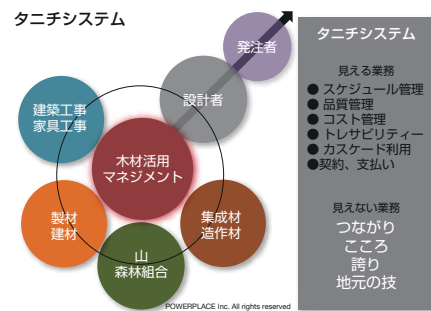 タニチシステム
発注者
設計者
建築工事
家具工事
木材活用
マネジメント
製材
建材
集成材
造作材
山
森林組合
POWERPLACE Inc. All rights reserved
タニチシステム
見える業務
● スケジュール管理
● 品質管理
● コスト管理
● トレサビリティー
● カスケード利用
●契約、支払い
見えない業務
つながり
こころ
誇り
地元の技